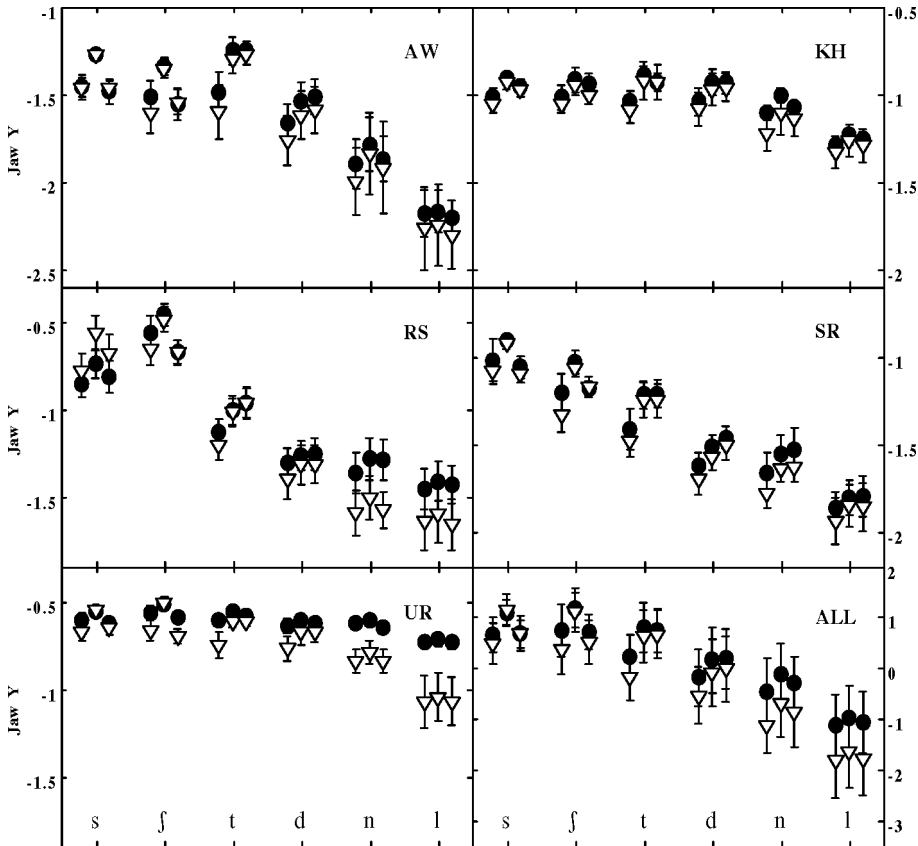 -1 AW KH -0.5
-1.5 -1
Jaw Y
-2 -1.5
-2.5 -2
-0.5 RS SR
-1 -1
Jaw Y
-1.5 -1.5
-2
-0.5 UR ALL 2
1
-1 0
Jaw Y
-1
-1.5 -2
s ʃ t d n l s ʃ t d n l -3